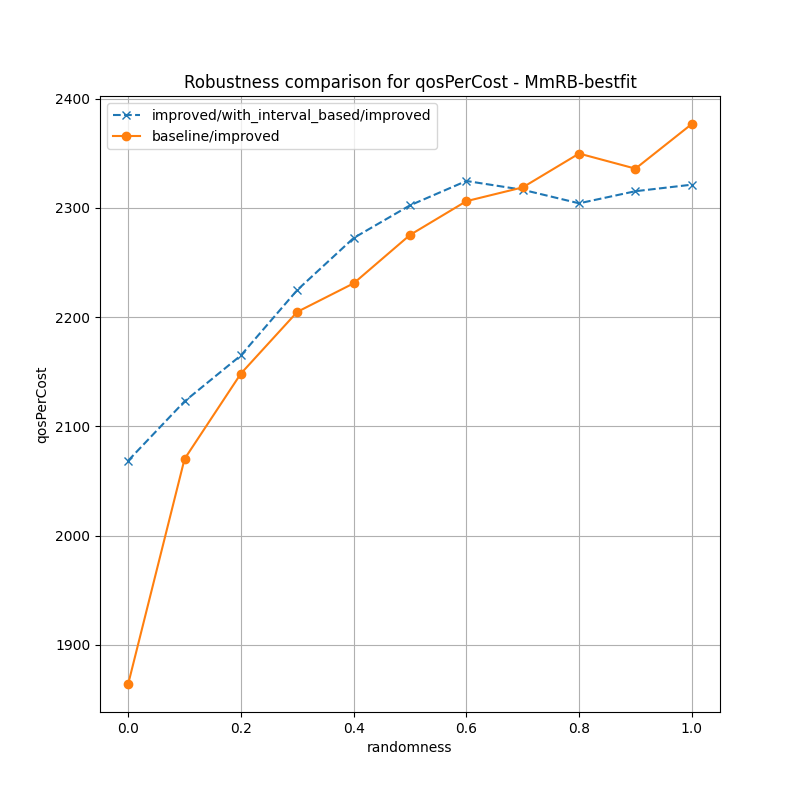 Robustness comparison for qosPerCost - MmRB-bestfit
improved/with_interval_based/improved
baseline/improved
2400
2300
2200
2100
2000
1900
qosPerCost
0.0 0.2 0.4 0.6 0.8 1.0
randomness